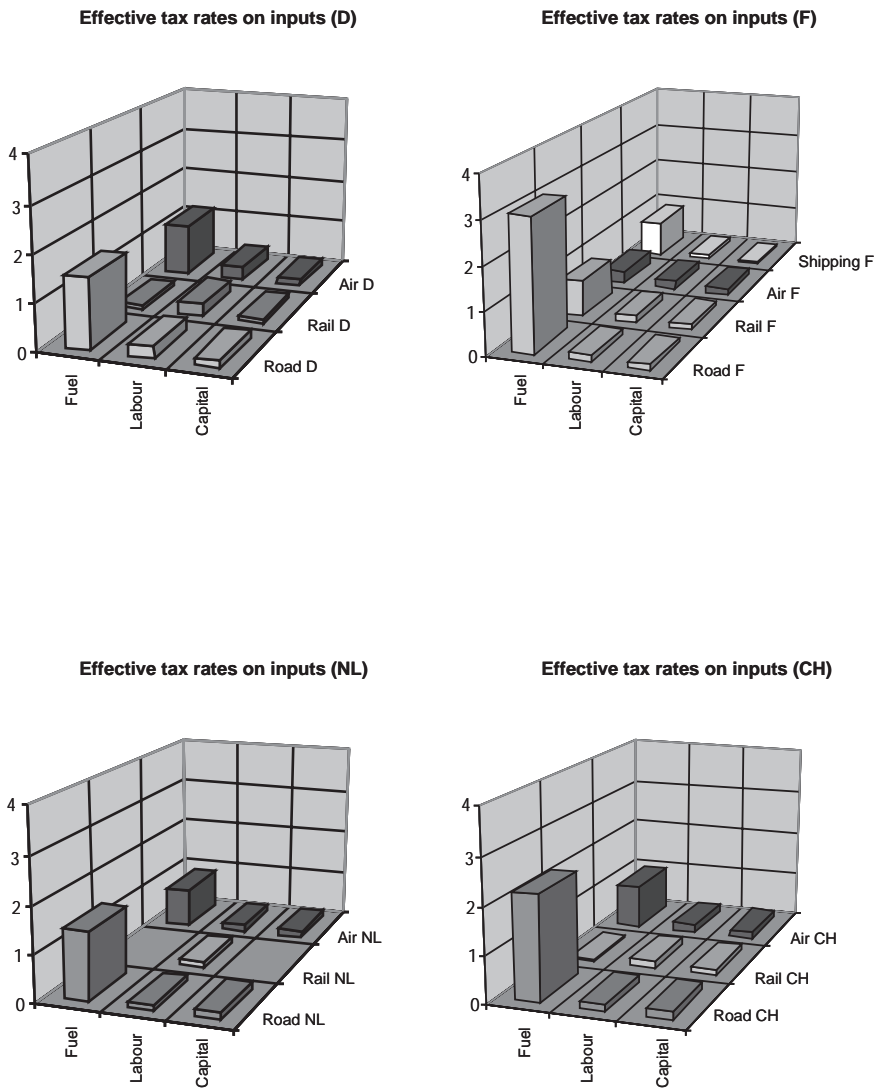 Effective tax rates on inputs (D)
4
3
2
1
0
Fuel
Labour
Capital
Air D
Rail D
Road D
Effective tax rates on inputs (F)
4
3
2
1
0
Fuel
Labour
Capital
Shipping F
Air F
Rail F
Road F
Effective tax rates on inputs (NL)
4
3
2
1
0
Fuel
Labour
Capital
Air NL
Rail NL
Road NL
Effective tax rates on inputs (CH)
4
3
2
1
0
Fuel
Labour
Capital
Air CH
Rail CH
Road CH